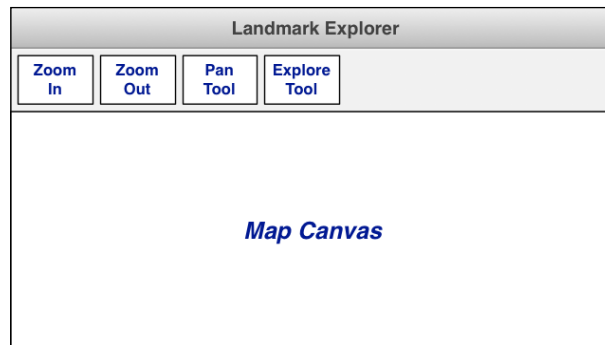 Landmark Explorer
Zoom In
Zoom Out
Pan Tool
Explore Tool
Map Canvas